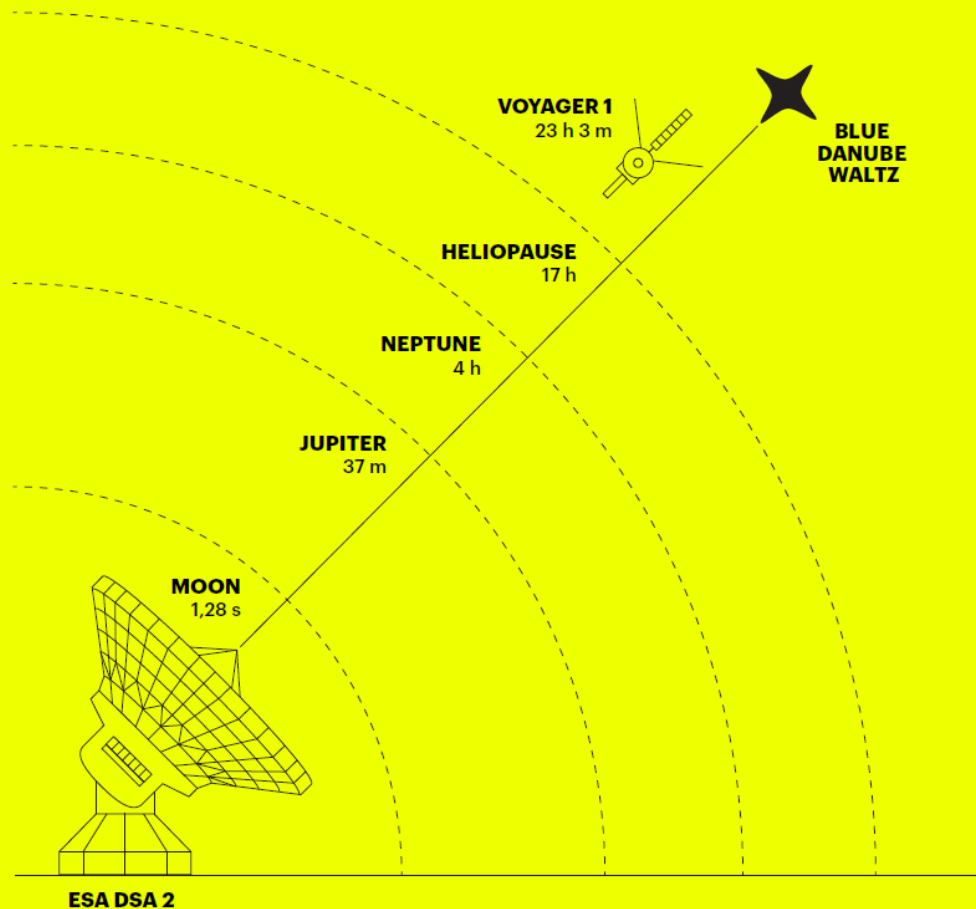 VOYAGER 1
23 h 3 m
BLUE
DANUBE
WALTZ
HELIOPAUSE
17 h
NEPTUNE
4 h
JUPITER
37 m
MOON
1,28 s
ESA DSA 2